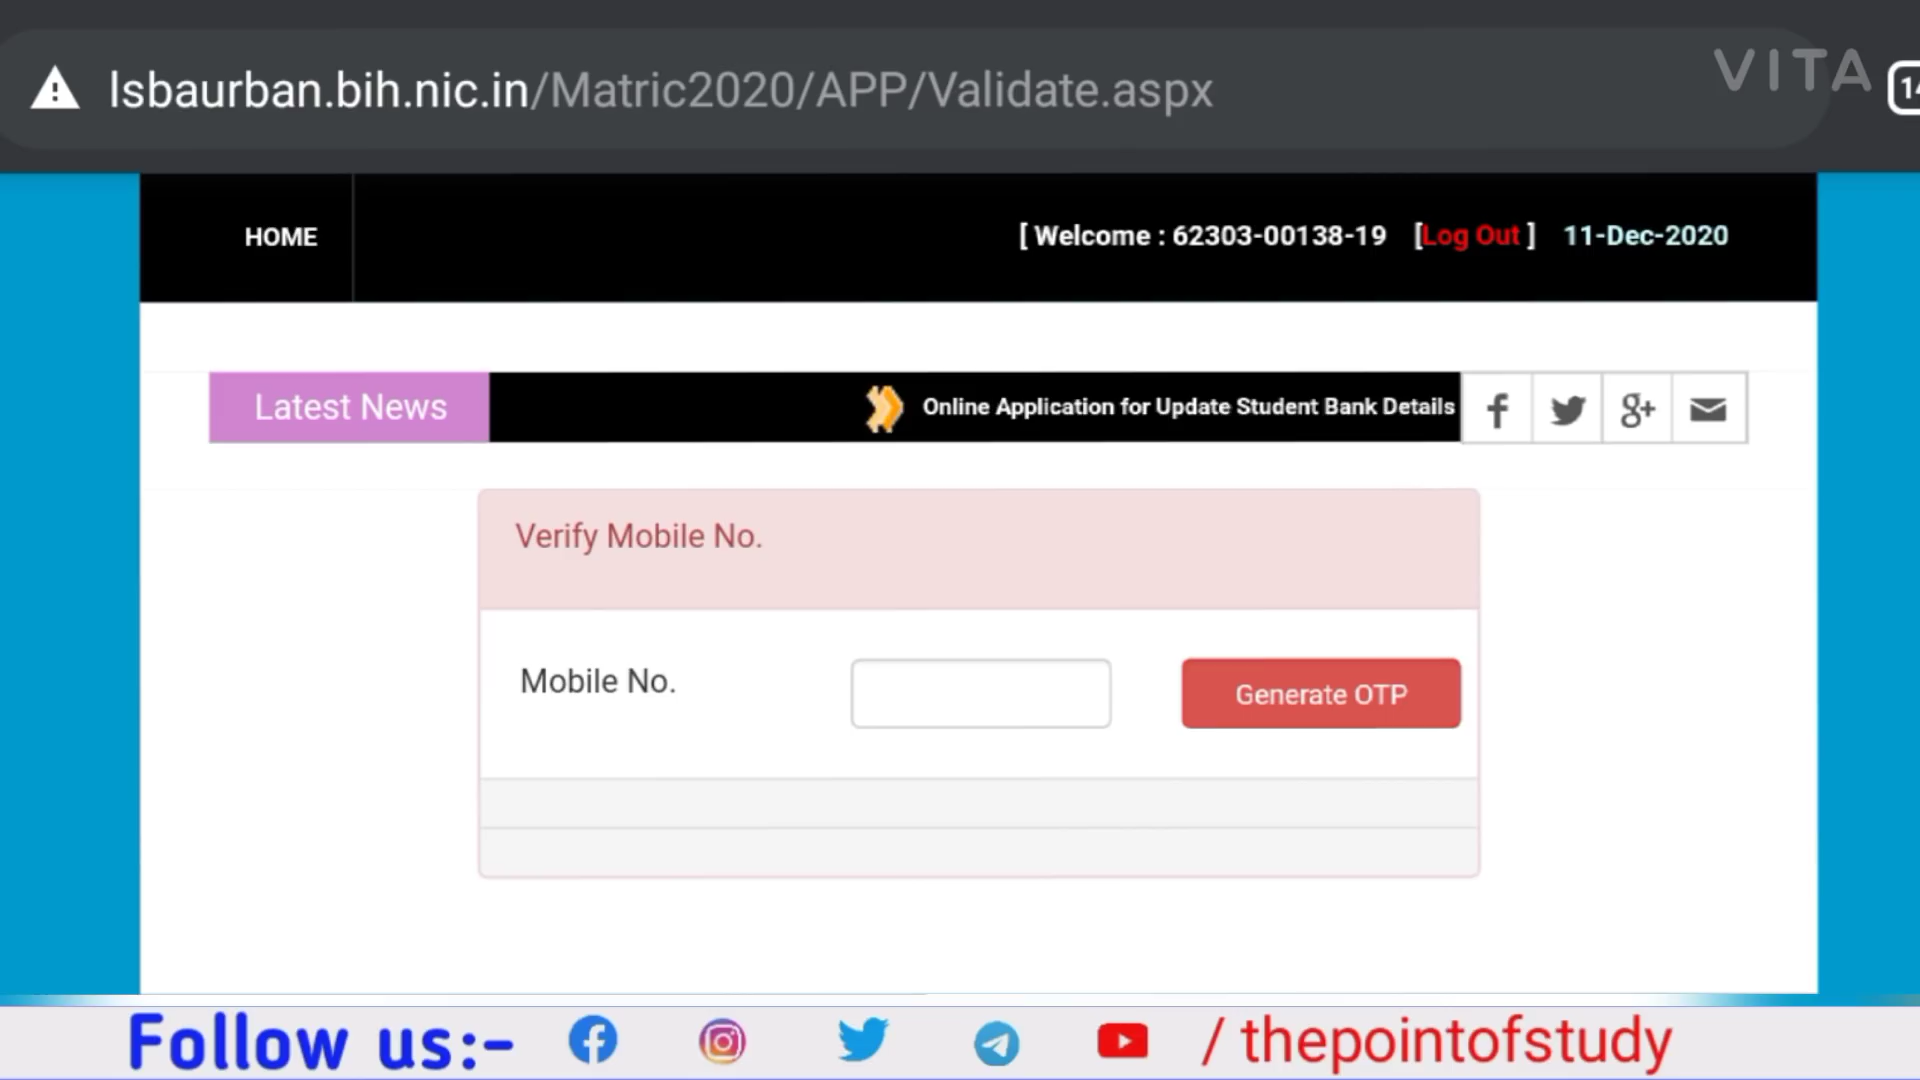 lsbaurban.bih.nic.in/Matric2020/APP/Validate.aspx
VITA
14
HOME
[ Welcome : 62303-00138-19 [Log Out ] 11-Dec-2020
Latest News
Online Application for Update Student Bank Details
Verify Mobile No.
Mobile No.
Generate OTP
Follow us:- / thepointofstudy